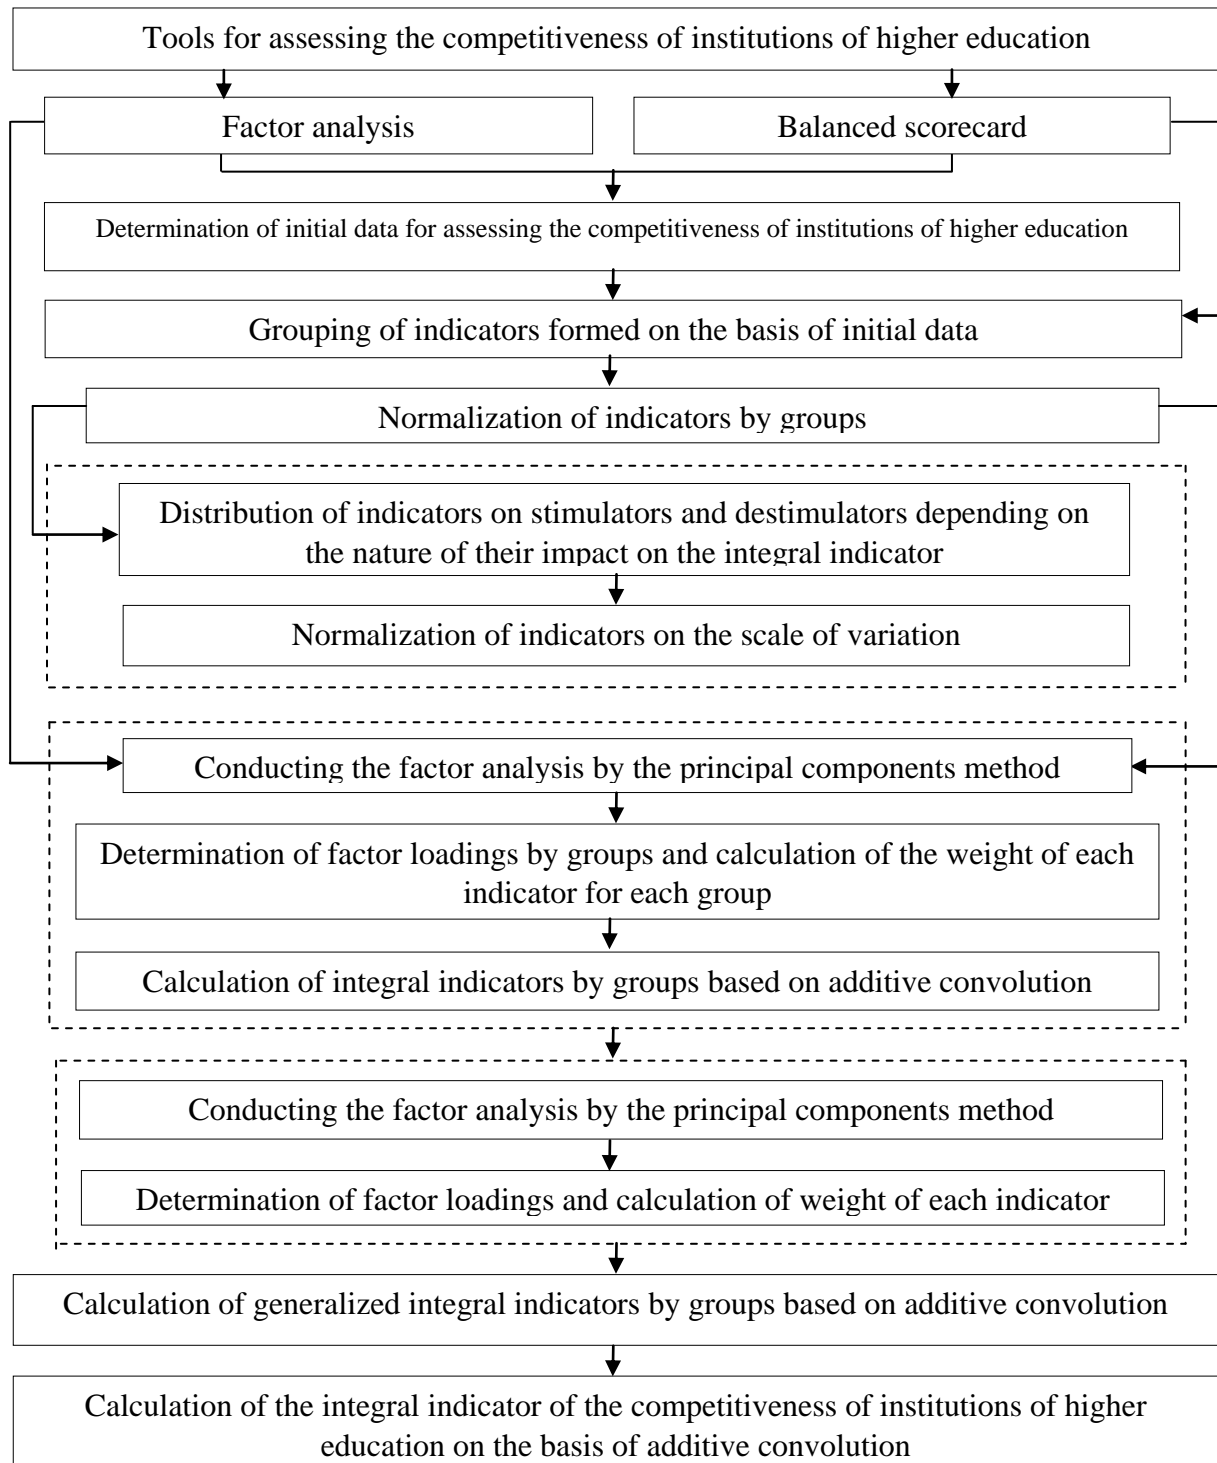 Tools for assessing the competitiveness of institutions of higher education
Factor analysis
Balanced scorecard
Determination of initial data for assessing the competitiveness of institutions of higher education
Grouping of indicators formed on the basis of initial data
Normalization of indicators by groups
Distribution of indicators on stimulators and destimulators depending on
the nature of their impact on the integral indicator
Normalization of indicators on the scale of variation
Conducting the factor analysis by the principal components method
Determination of factor loadings by groups and calculation of the weight of each
indicator for each group
Calculation of integral indicators by groups based on additive convolution
Conducting the factor analysis by the principal components method
Determination of factor loadings and calculation of weight of each indicator
Calculation of generalized integral indicators by groups based on additive convolution
Calculation of the integral indicator of the competitiveness of institutions of higher
education on the basis of additive convolution